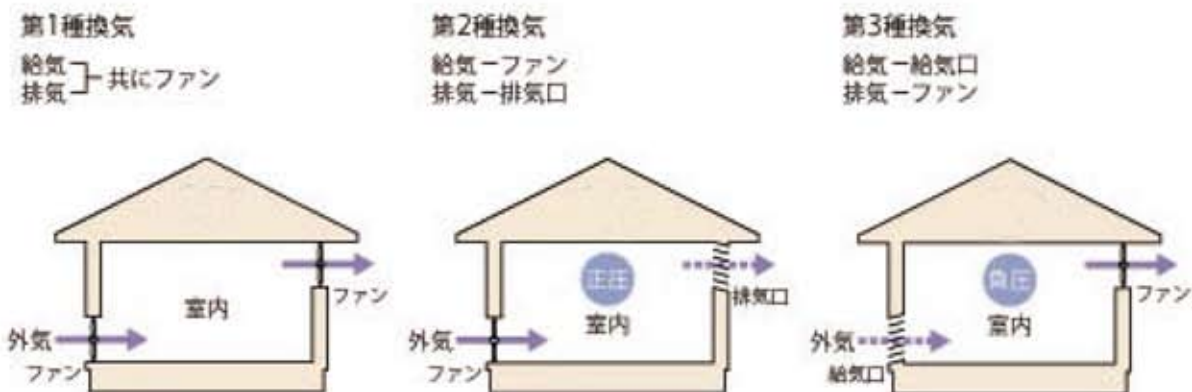 第1種換気
給気
排気
共にファン
第2種換気
給気ーファン
排気ー排気口
第3種換気
給気ー給気口
排気ーファン
ファン
室内
外気
ファン
正圧
排気口
室内
外気
ファン
負圧
ファン
室内
外気
給気口